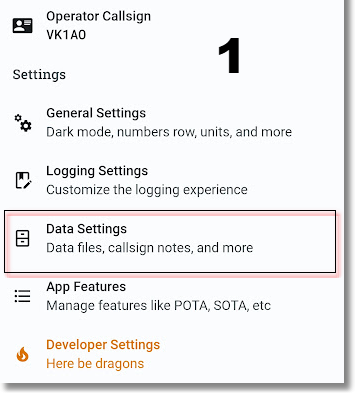 Operator Callsign
VK1AO
1
Settings
General Settings
Dark mode, numbers row, units, and more
Logging Settings
Customize the logging experience
Data Settings
Data files, callsign notes, and more
App Features
Manage features like POTA, SOTA, etc
Developer Settings
Here be dragons